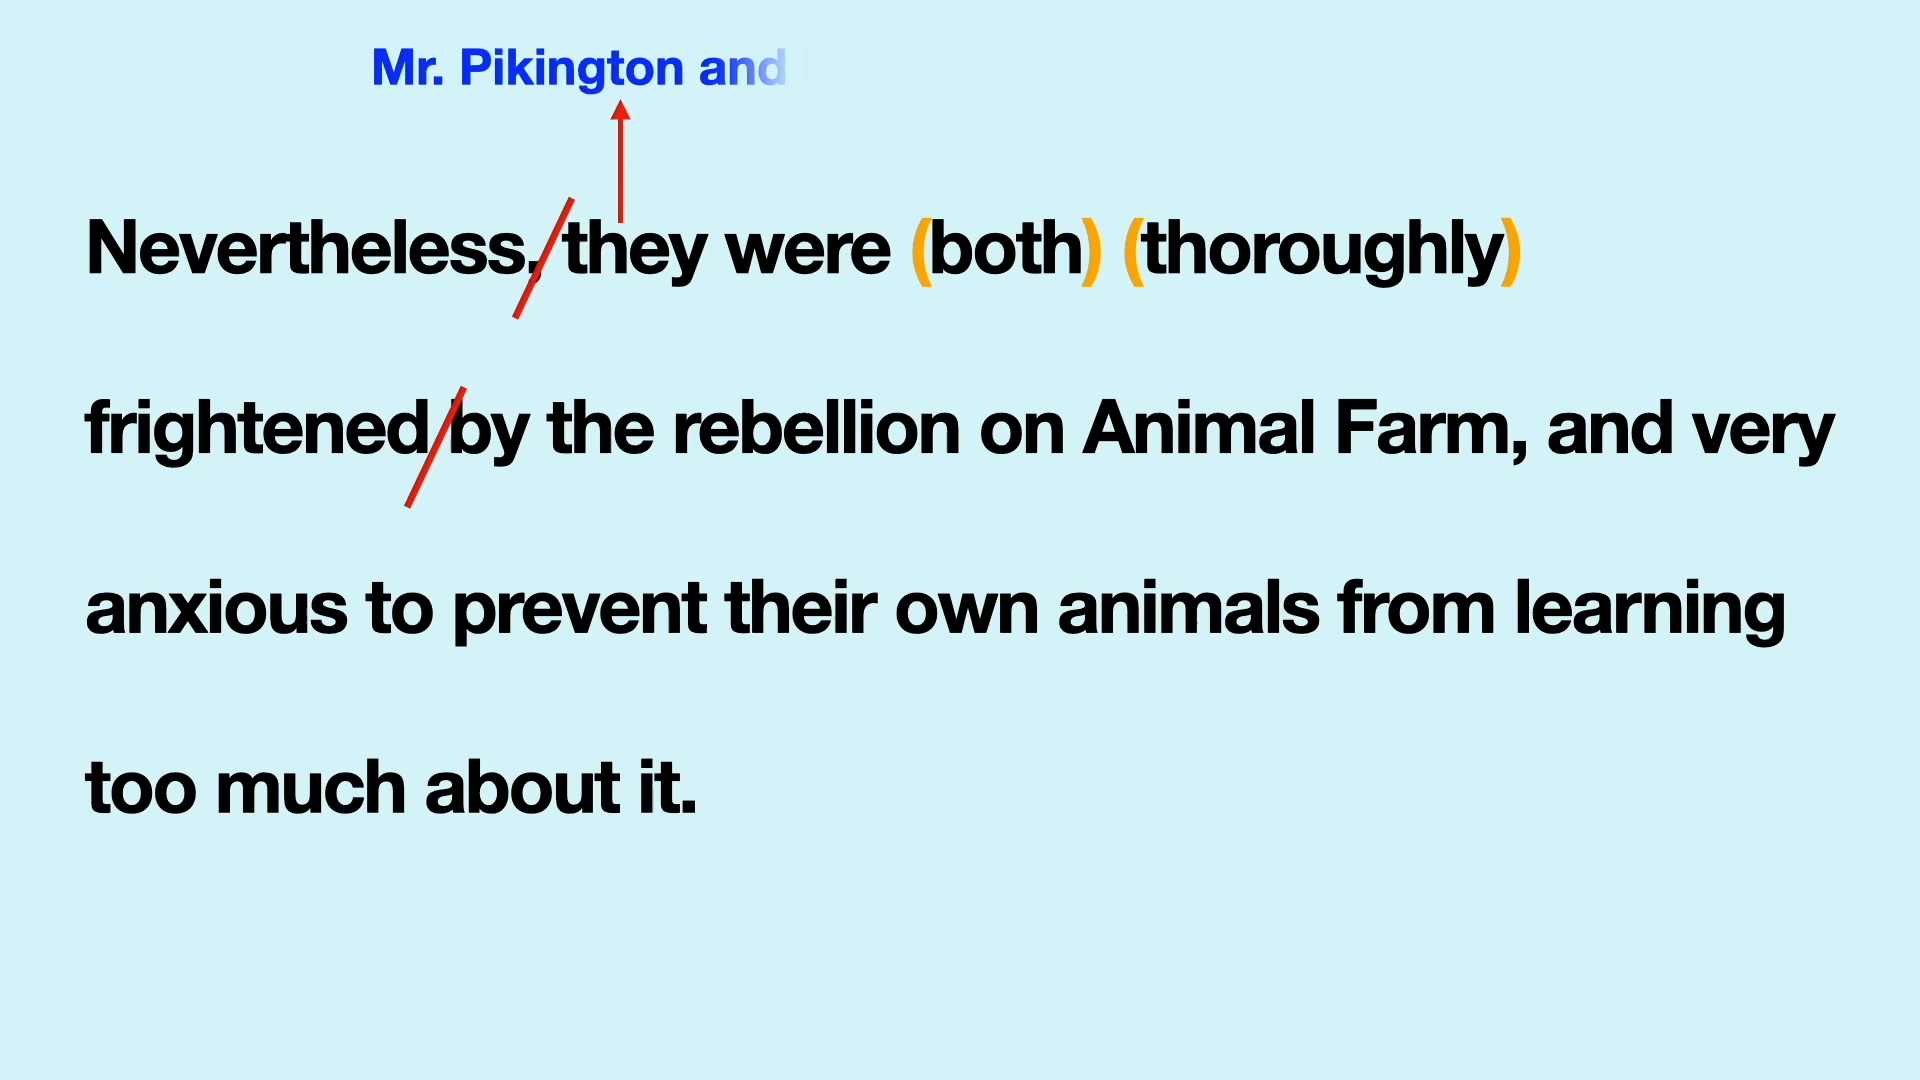 Mr. Pikington and
Nevertheless, they were (both) (thoroughly)
frightened by the rebellion on Animal Farm, and very
anxious to prevent their own animals from learning
too much about it.